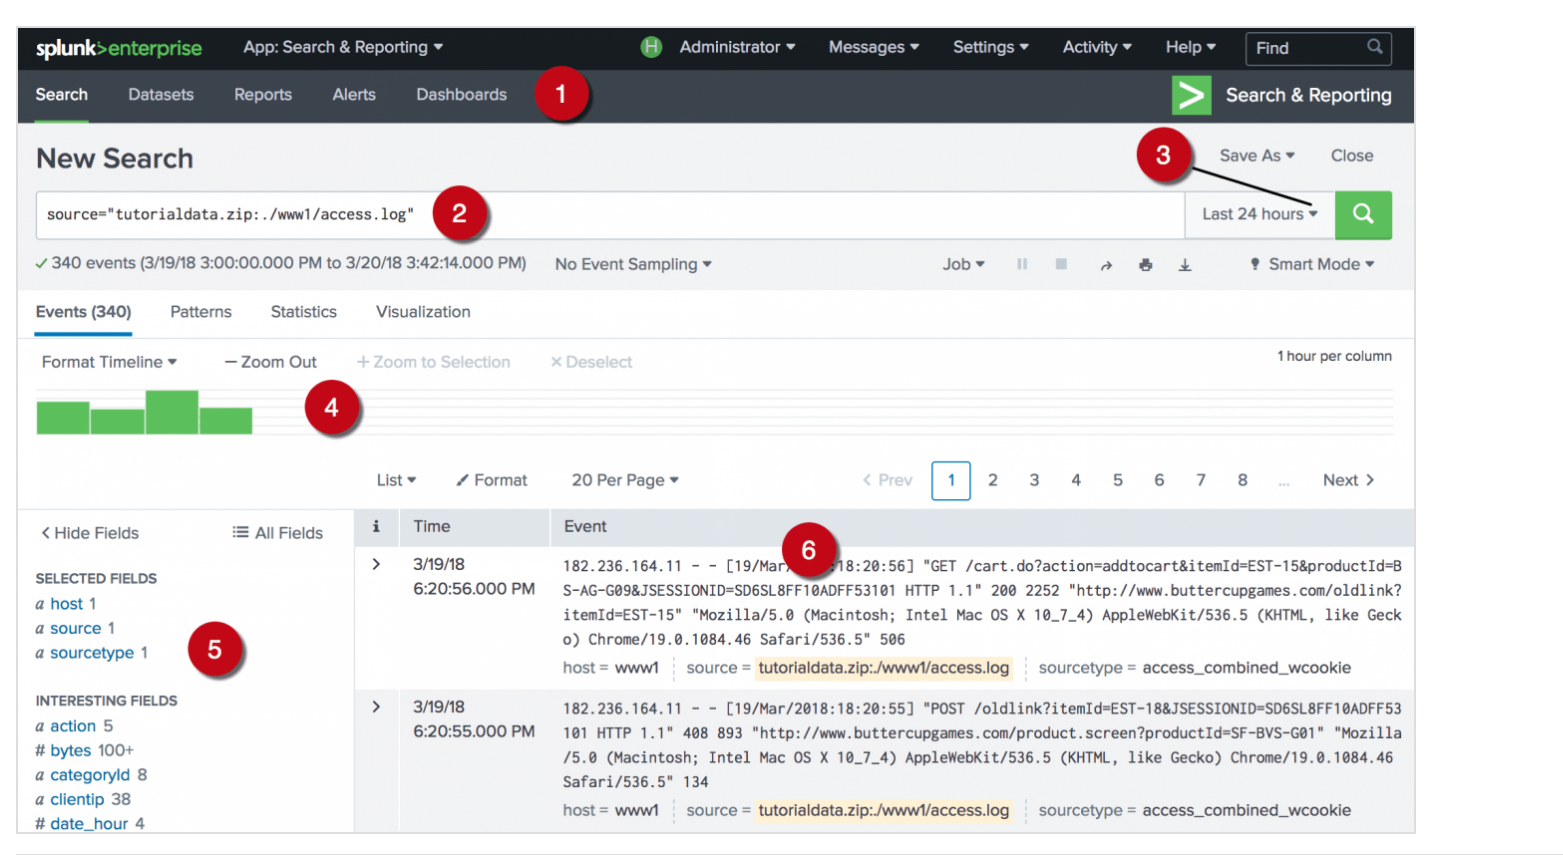 splunk>enterprise App: Search & Reporting H Administrator Messages Settings Activity Help Find
Search Datasets Reports Alerts Dashboards 1 > Search & Reporting
New Search 3 Save As Close
source="tutorialdata.zip:./www1/access.log" 2 Last 24 hours
340 events (3/19/18 3:00:00.000 PM to 3/20/18 3:42:14.000 PM) No Event Sampling Job Smart Mode
Events (340) Patterns Statistics Visualization
Format Timeline — Zoom Out + Zoom to Selection × Deselect 1 hour per column
4
List Format 20 Per Page < Prev 1 2 3 4 5 6 7 8 ... Next >
< Hide Fields All Fields
SELECTED FIELDS
a host 1
a source 1
a sourcetype 1
5
INTERESTING FIELDS
a action 5
# bytes 100+
a categoryId 8
a clientip 38
# date_hour 4
i Time Event
6
> 3/19/18
6:20:56.000 PM
182.236.164.11 - - [19/Mar/ 18:20:56] "GET /cart.do?action=addtocart&itemId=EST-15&productId=B
S-AG-G09&JSESSIONID=SD6SL8FF10ADFF53101 HTTP 1.1" 200 2252 "http://www.buttercupgames.com/oldlink?
itemId=EST-15" "Mozilla/5.0 (Macintosh; Intel Mac OS X 10_7_4) AppleWebKit/536.5 (KHTML, like Geck
o) Chrome/19.0.1084.46 Safari/536.5" 506
host = www1 source = tutorialdata.zip:./www1/access.log sourcetype = access_combined_wcookie
> 3/19/18
6:20:55.000 PM
182.236.164.11 - - [19/Mar/2018:18:20:55] "POST /oldlink?itemId=EST-18&JSESSIONID=SD6SL8FF10ADFF53
101 HTTP 1.1" 408 893 "http://www.buttercupgames.com/product.screen?productId=SF-BVS-G01" "Mozilla
/5.0 (Macintosh; Intel Mac OS X 10_7_4) AppleWebKit/536.5 (KHTML, like Gecko) Chrome/19.0.1084.46
Safari/536.5" 134
host = www1 source = tutorialdata.zip:./www1/access.log sourcetype = access_combined_wcookie